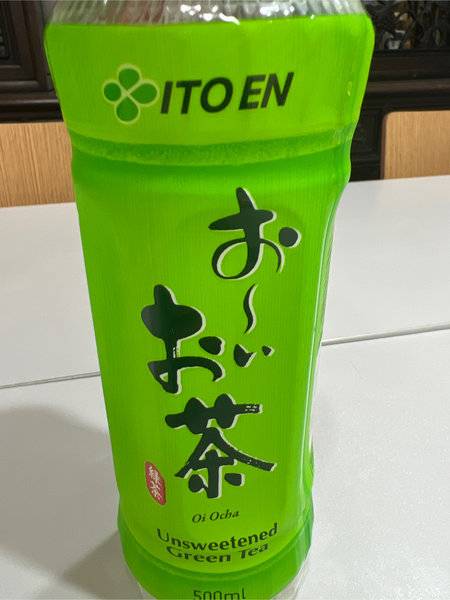 ITO EN
お〜い
お茶
緑茶
Oi Ocha
Unsweetened
Green Tea
500ml